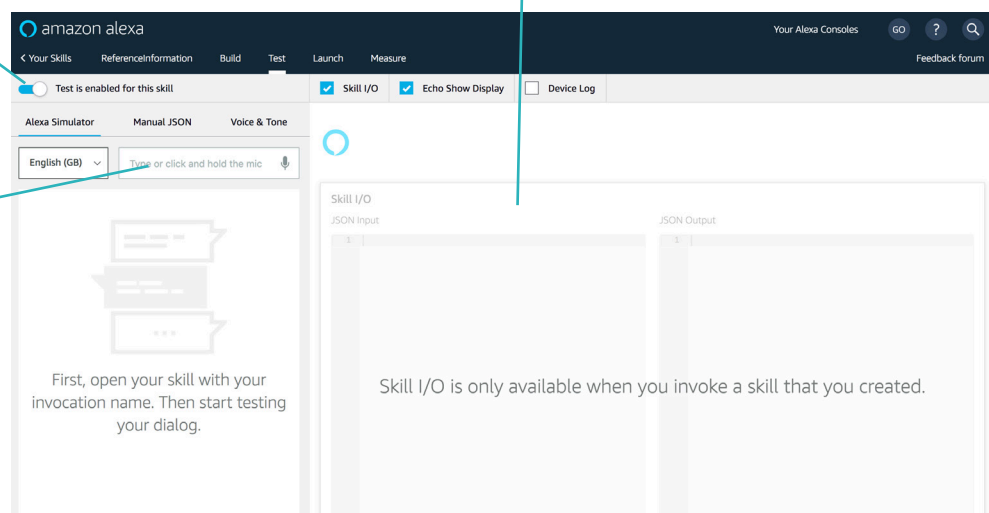 amazon alexa
Your Alexa Consoles GO ?
< Your Skills ReferenceInformation Build Test Launch Measure Feedback forum
Test is enabled for this skill Skill I/O Echo Show Display Device Log
Alexa Simulator Manual JSON Voice & Tone
English (GB) Type or click and hold the mic
Skill I/O
JSON Input JSON Output
1 1
First, open your skill with your
invocation name. Then start testing
your dialog.
Skill I/O is only available when you invoke a skill that you created.